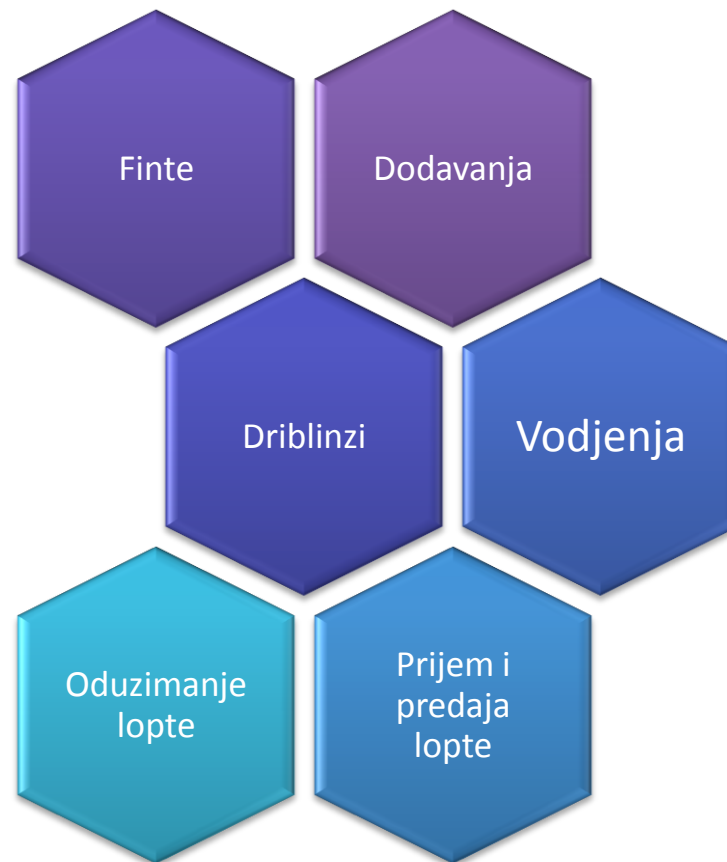 Finte
Dodavanja
Driblinzi
Vodjenja
Oduzimanje
lopte
Prijem i
predaja
lopte